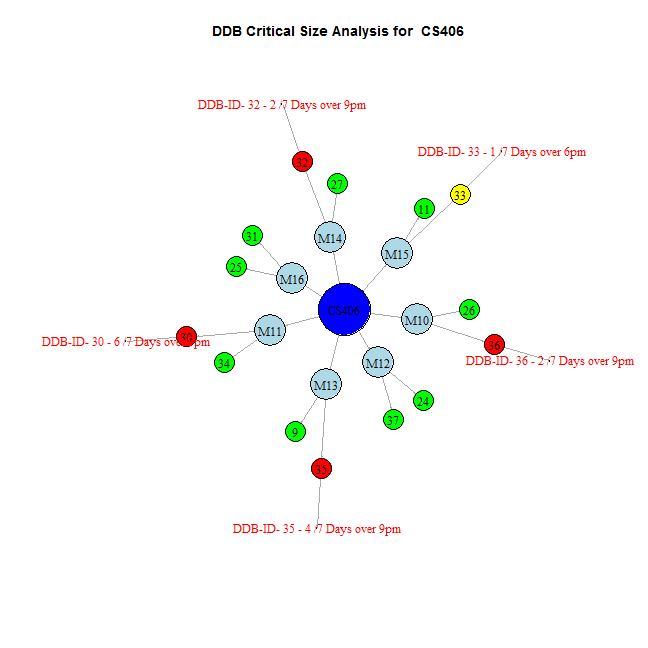 DDB Critical Size Analysis for CS406
DDB-ID- 32 - 2 /7 Days over 9pm
DDB-ID- 33 - 1 /7 Days over 6pm
32
27
33
11
31
M14
M15
25
M16
CS406
26
M10
M11
30
DDB-ID- 30 - 6 /7 Days over 9pm
36
DDB-ID- 36 - 2 /7 Days over 9pm
34
M12
M13
24
37
9
35
DDB-ID- 35 - 4 /7 Days over 9pm